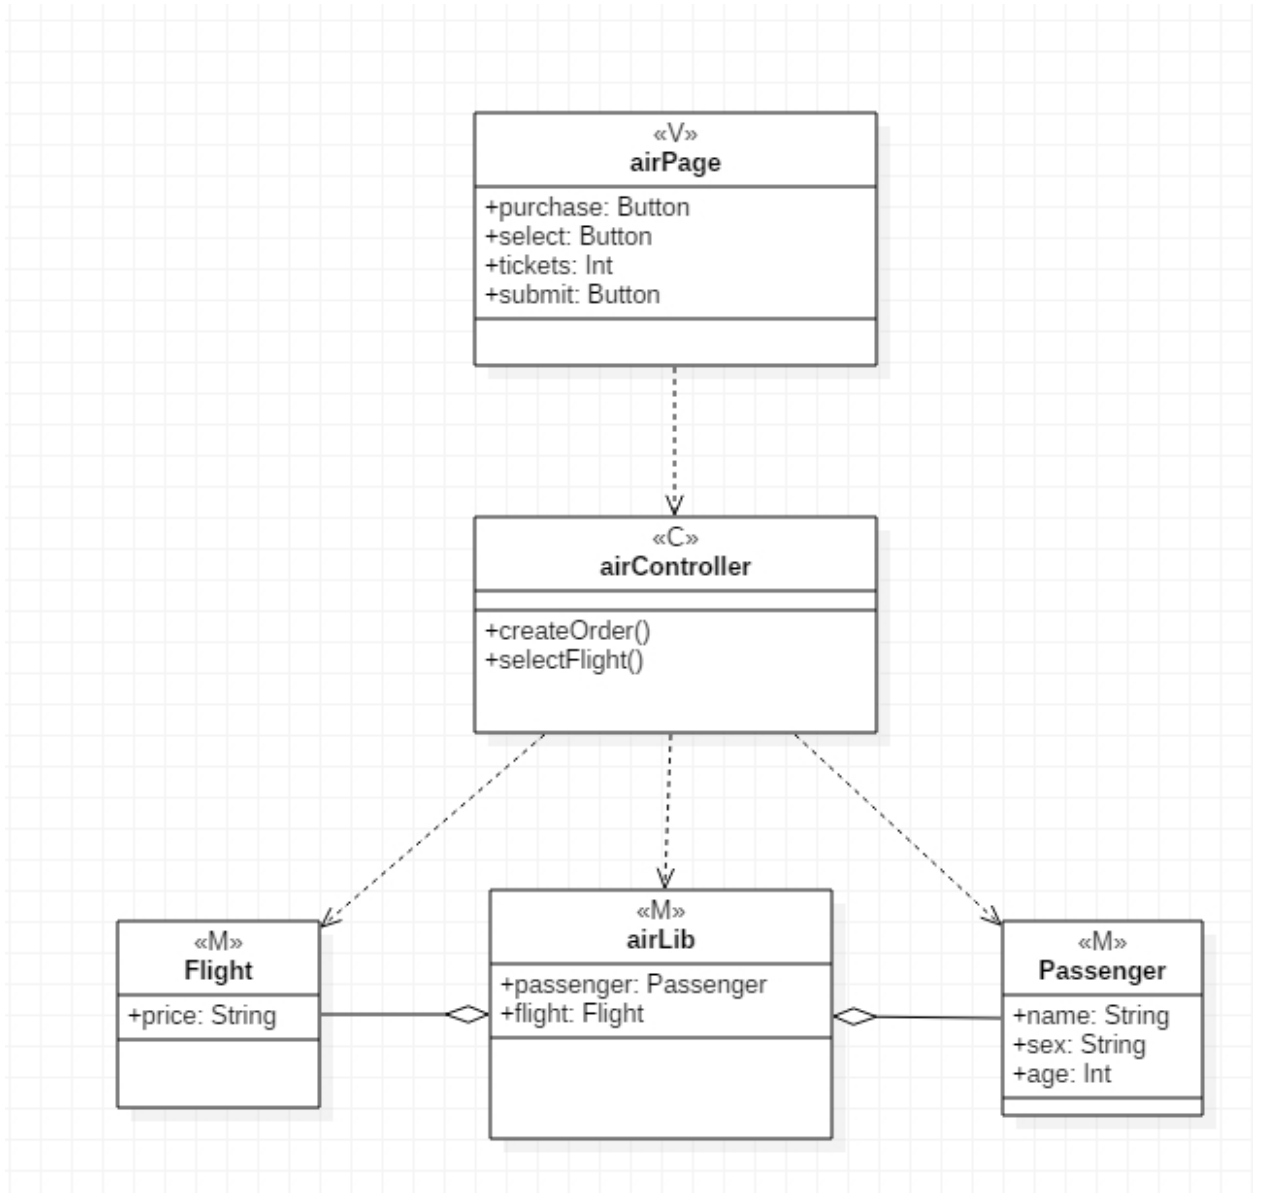 «V»
airPage
+purchase: Button
+select: Button
+tickets: Int
+submit: Button
«C»
airController
+createOrder()
+selectFlight()
«M»
Flight
+price: String
«M»
airLib
+passenger: Passenger
+flight: Flight
«M»
Passenger
+name: String
+sex: String
+age: Int